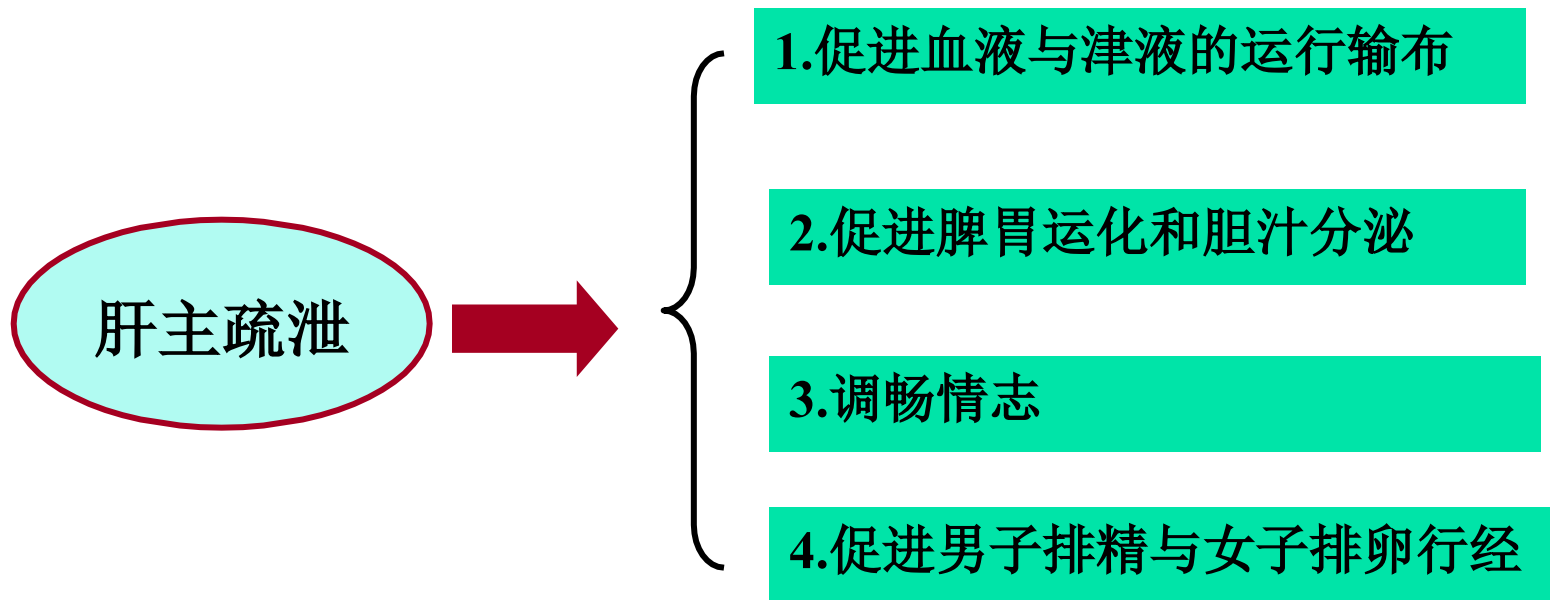 肝主疏泄
1.促进血液与津液的运行输布
2.促进脾胃运化和胆汁分泌
3.调畅情志
4.促进男子排精与女子排卵行经